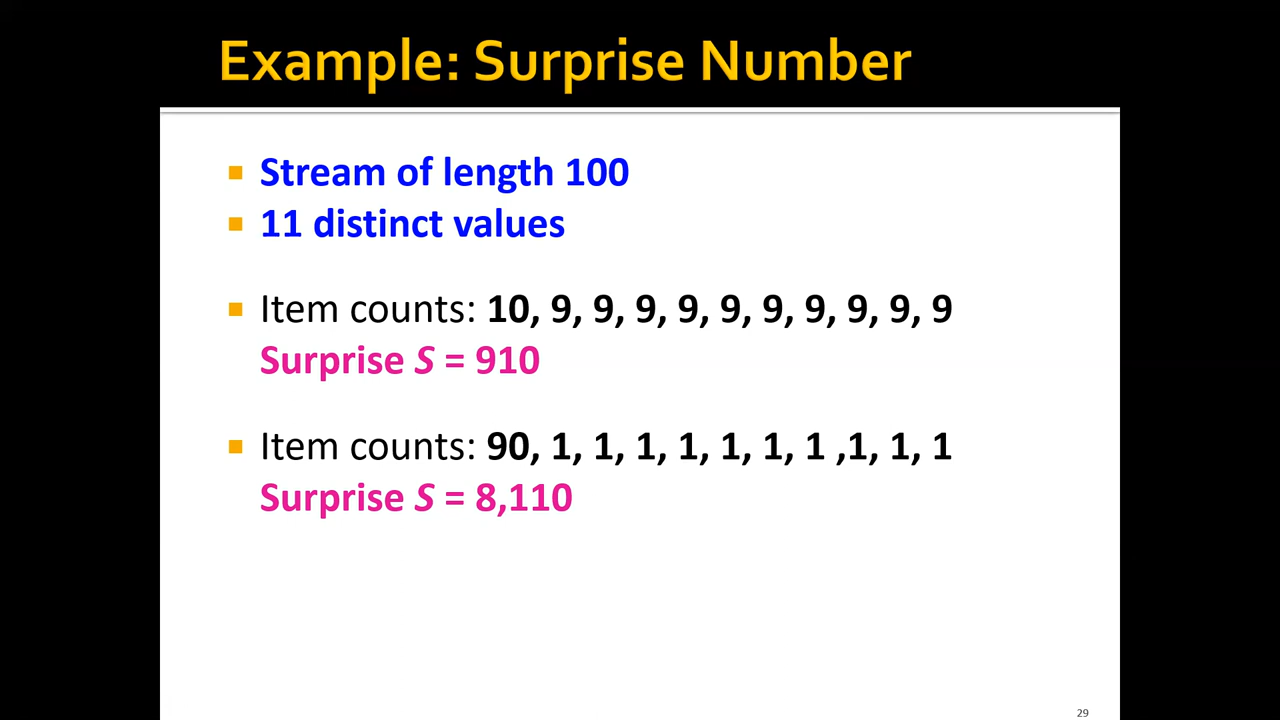 Example: Surprise Number
Stream of length 100
11 distinct values
Item counts: 10, 9, 9, 9, 9, 9, 9, 9, 9, 9, 9
Surprise S = 910
Item counts: 90, 1, 1, 1, 1, 1, 1, 1 ,1, 1, 1
Surprise S = 8,110
29